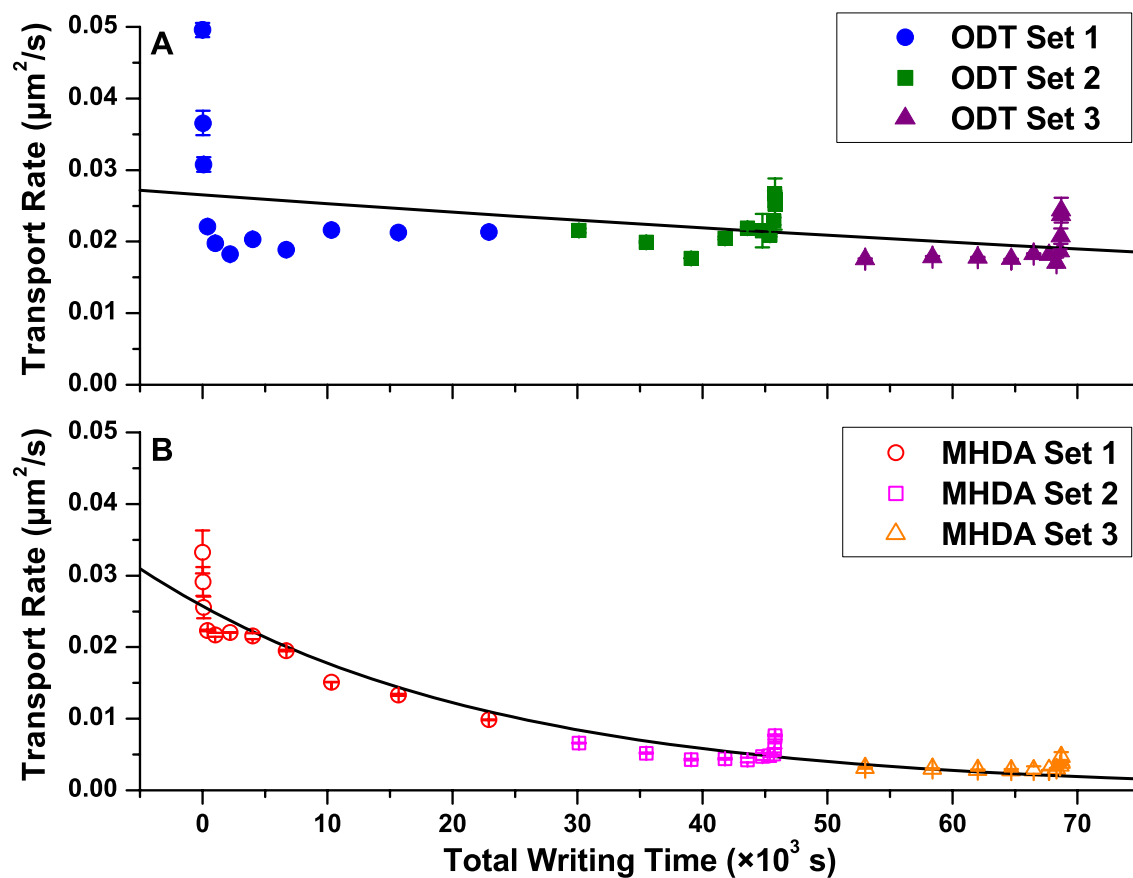 A
ODT Set 1
ODT Set 2
ODT Set 3
Transport Rate (µm²/s)
0.05
0.04
0.03
0.02
0.01
0.00
B
MHDA Set 1
MHDA Set 2
MHDA Set 3
Transport Rate (µm²/s)
0.05
0.04
0.03
0.02
0.01
0.00
0 10 20 30 40 50 60 70
Total Writing Time (×10³ s)